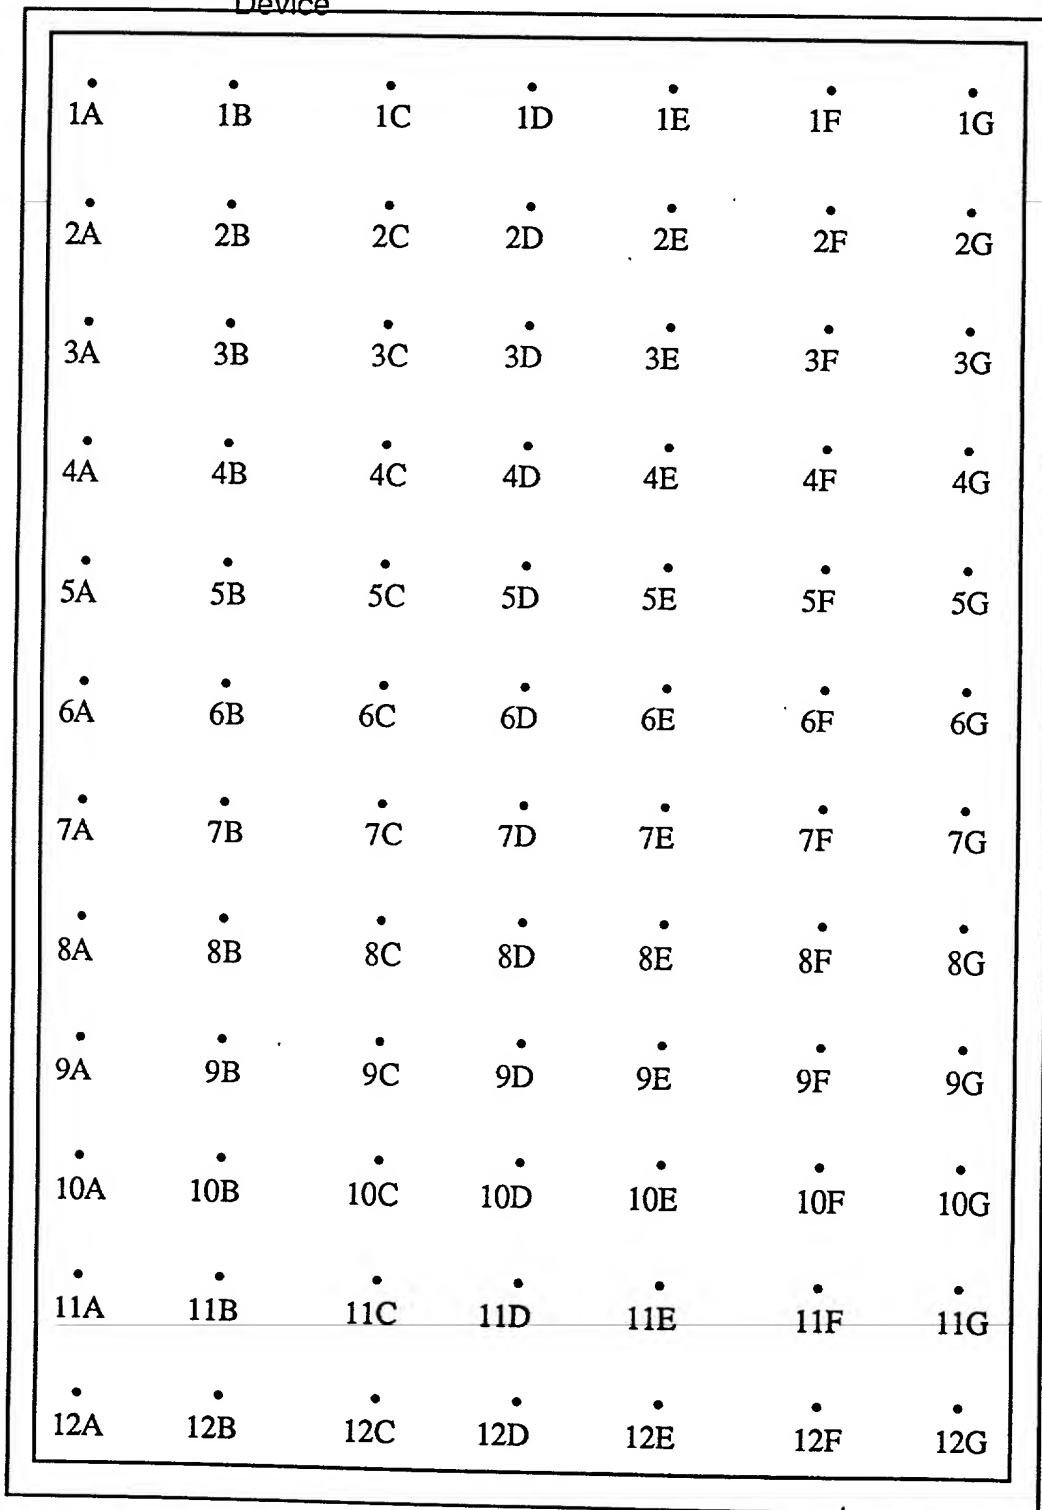 Device
1A 1B 1C 1D 1E 1F 1G
2A 2B 2C 2D 2E 2F 2G
3A 3B 3C 3D 3E 3F 3G
4A 4B 4C 4D 4E 4F 4G
5A 5B 5C 5D 5E 5F 5G
6A 6B 6C 6D 6E 6F 6G
7A 7B 7C 7D 7E 7F 7G
8A 8B 8C 8D 8E 8F 8G
9A 9B 9C 9D 9E 9F 9G
10A 10B 10C 10D 10E 10F 10G
11A 11B 11C 11D 11E 11F 11G
12A 12B 12C 12D 12E 12F 12G